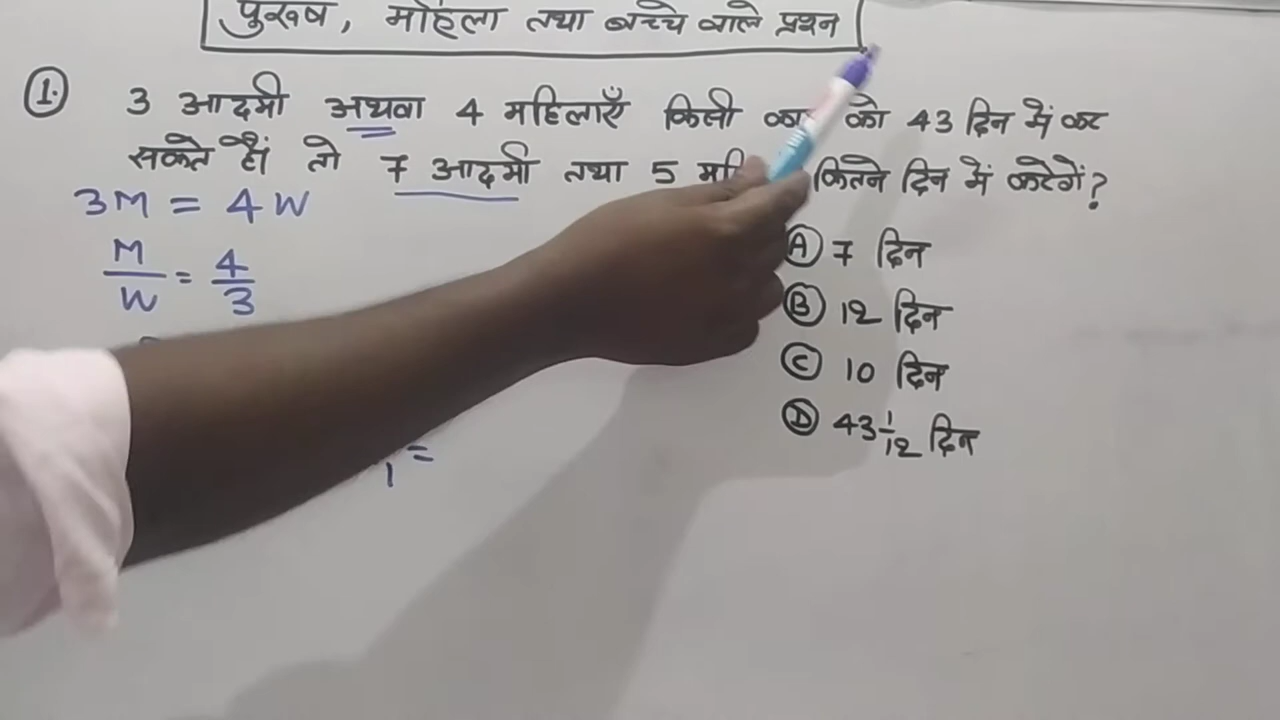 पुरुष, महिला तथा बच्चे वाले प्रश्न
1. 3 आदमी अथवा 4 महिलाएँ किसी को 43 दिन में कर
सकते हैं तो 7 आदमी तथा 5 कितने दिन में करेगें?
3M = 4W
M/W = 4/3
1 =
A 7 दिन
B 12 दिन
C 10 दिन
D 43 1/12 दिन